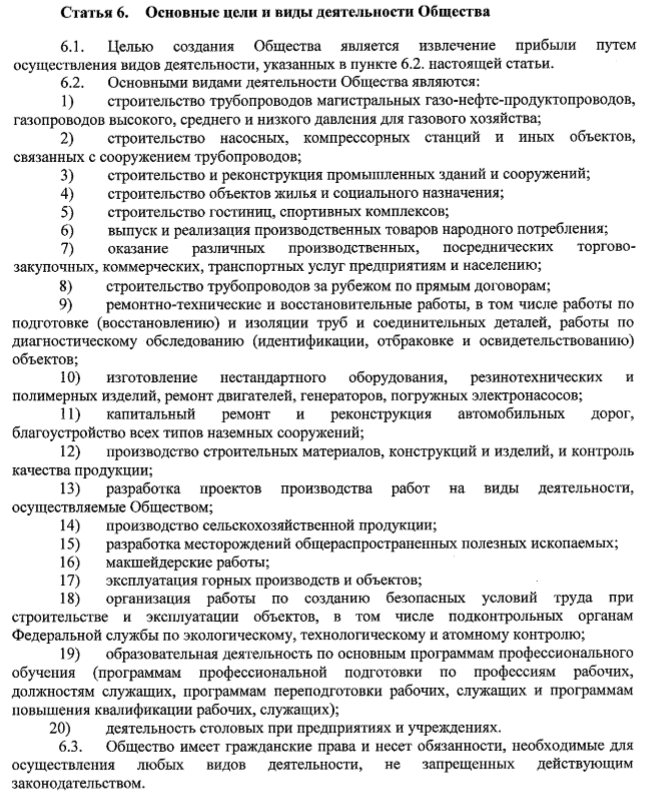 Статья 6. Основные цели и виды деятельности Общества
6.1. Целью создания Общества является извлечение прибыли путем
осуществления видов деятельности, указанных в пункте 6.2. настоящей статьи.
6.2. Основными видами деятельности Общества являются:
1) строительство трубопроводов магистральных газо-нефте-продуктопроводов,
газопроводов высокого, среднего и низкого давления для газового хозяйства;
2) строительство насосных, компрессорных станций и иных объектов,
связанных с сооружением трубопроводов;
3) строительство и реконструкция промышленных зданий и сооружений;
4) строительство объектов жилья и социального назначения;
5) строительство гостиниц, спортивных комплексов;
6) выпуск и реализация производственных товаров народного потребления;
7) оказание различных производственных, посреднических торгово-
закупочных, коммерческих, транспортных услуг предприятиям и населению;
8) строительство трубопроводов за рубежом по прямым договорам;
9) ремонтно-технические и восстановительные работы, в том числе работы по
подготовке (восстановлению) и изоляции труб и соединительных деталей, работы по
диагностическому обследованию (идентификации, отбраковке и освидетельствованию)
объектов;
10) изготовление нестандартного оборудования, резинотехнических и
полимерных изделий, ремонт двигателей, генераторов, погружных электронасосов;
11) капитальный ремонт и реконструкция автомобильных дорог,
благоустройство всех типов наземных сооружений;
12) производство строительных материалов, конструкций и изделий, и контроль
качества продукции;
13) разработка проектов производства работ на виды деятельности,
осуществляемые Обществом;
14) производство сельскохозяйственной продукции;
15) разработка месторождений общераспространенных полезных ископаемых;
16) макшейдерские работы;
17) эксплуатация горных производств и объектов;
18) организация работы по созданию безопасных условий труда при
строительстве и эксплуатации объектов, в том числе подконтрольных органам
Федеральной службы по экологическому, технологическому и атомному контролю;
19) образовательная деятельность по основным программам профессионального
обучения (программам профессиональной подготовки по профессиям рабочих,
должностям служащих, программам переподготовки рабочих, служащих и программам
повышения квалификации рабочих, служащих);
20) деятельность столовых при предприятиях и учреждениях.
6.3. Общество имеет гражданские права и несет обязанности, необходимые для
осуществления любых видов деятельности, не запрещенных действующим
законодательством.